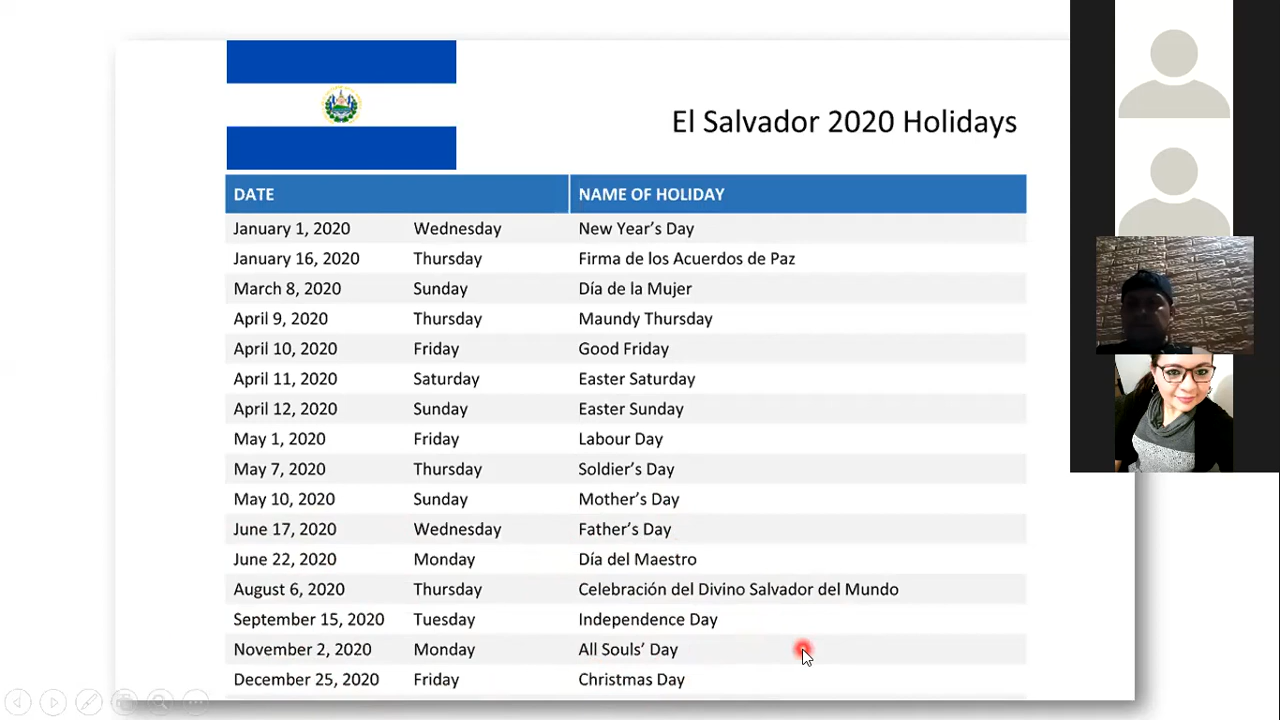 El Salvador 2020 Holidays
DATE NAME OF HOLIDAY
January 1, 2020 Wednesday New Year’s Day
January 16, 2020 Thursday Firma de los Acuerdos de Paz
March 8, 2020 Sunday Día de la Mujer
April 9, 2020 Thursday Maundy Thursday
April 10, 2020 Friday Good Friday
April 11, 2020 Saturday Easter Saturday
April 12, 2020 Sunday Easter Sunday
May 1, 2020 Friday Labour Day
May 7, 2020 Thursday Soldier’s Day
May 10, 2020 Sunday Mother’s Day
June 17, 2020 Wednesday Father’s Day
June 22, 2020 Monday Día del Maestro
August 6, 2020 Thursday Celebración del Divino Salvador del Mundo
September 15, 2020 Tuesday Independence Day
November 2, 2020 Monday All Souls’ Day
December 25, 2020 Friday Christmas Day